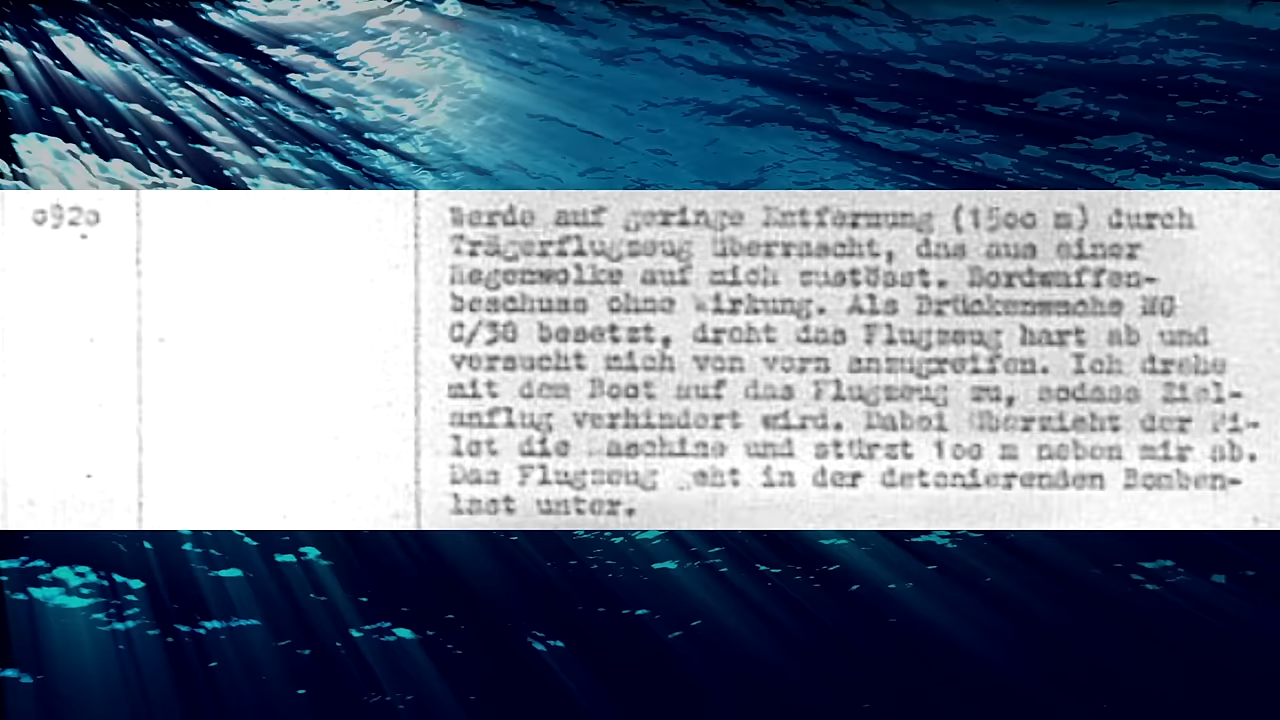 0920
Werde auf geringe Entfernung (1500 m) durch
Trägerflugzeug überrascht, das aus einer
Regenwolke auf mich zustösst. Bordwaffen-
beschuss ohne Wirkung. Als Brückenwache MG
C/38 besetzt, dreht das Flugzeug hart ab und
versucht mich von vorn anzugreifen. Ich drehe
mit dem Boot auf das Flugzeug zu, sodass Ziel-
anflug verhindert wird. Dabei überzieht der Pi-
lot die Maschine und stürzt 100 m neben mir ab.
Das Flugzeug geht in der detonierenden Bomben-
last unter.